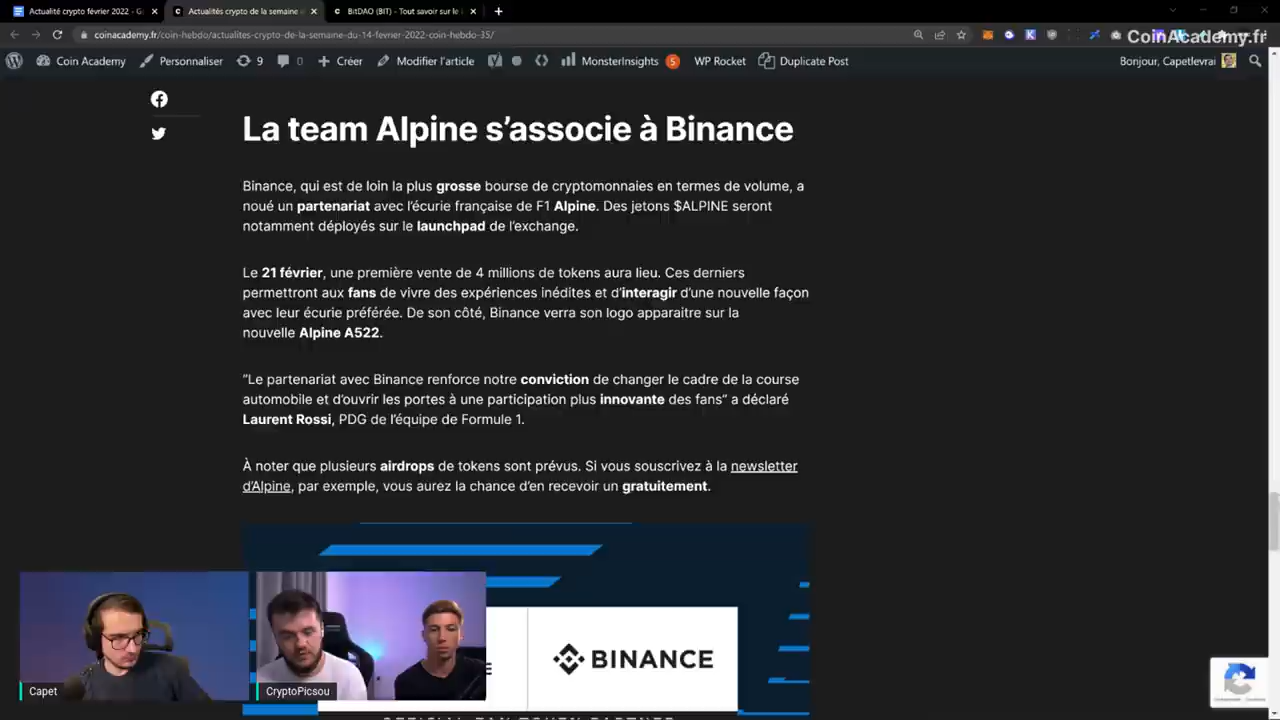 Actualité crypto février 2022 - G
Actualités crypto de la semaine d
BitDAO (BIT) - Tout savoir sur le
coinacademy.fr/coin-hebdo/actualites-crypto-de-la-semaine-du-14-fevrier-2022-coin-hebdo-35/
CoinAcademy.fr
Coin Academy
Personnaliser
9
0
Créer
Modifier l'article
MonsterInsights 5
WP Rocket
Duplicate Post
Bonjour, Capetlevrai
La team Alpine s'associe à Binance
Binance, qui est de loin la plus grosse bourse de cryptomonnaies en termes de volume, a
noué un partenariat avec l'écurie française de F1 Alpine. Des jetons $ALPINE seront
notamment déployés sur le launchpad de l'exchange.
Le 21 février, une première vente de 4 millions de tokens aura lieu. Ces derniers
permettront aux fans de vivre des expériences inédites et d'interagir d'une nouvelle façon
avec leur écurie préférée. De son côté, Binance verra son logo apparaitre sur la
nouvelle Alpine A522.
"Le partenariat avec Binance renforce notre conviction de changer le cadre de la course
automobile et d'ouvrir les portes à une participation plus innovante des fans" a déclaré
Laurent Rossi, PDG de l'équipe de Formule 1.
À noter que plusieurs airdrops de tokens sont prévus. Si vous souscrivez à la newsletter
d'Alpine, par exemple, vous aurez la chance d'en recevoir un gratuitement.
BINANCE
Capet
CryptoPicsou